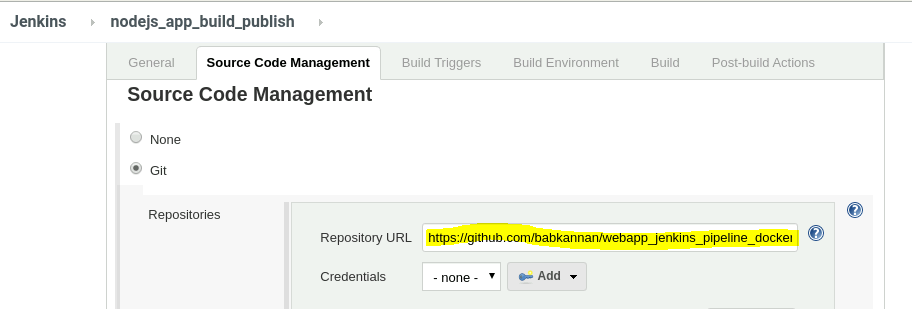 Jenkins nodejs_app_build_publish
General Source Code Management Build Triggers Build Environment Build Post-build Actions
Source Code Management
None
Git
Repositories
Repository URL https://github.com/babkannan/webapp_jenkins_pipeline_docker
Credentials - none - Add